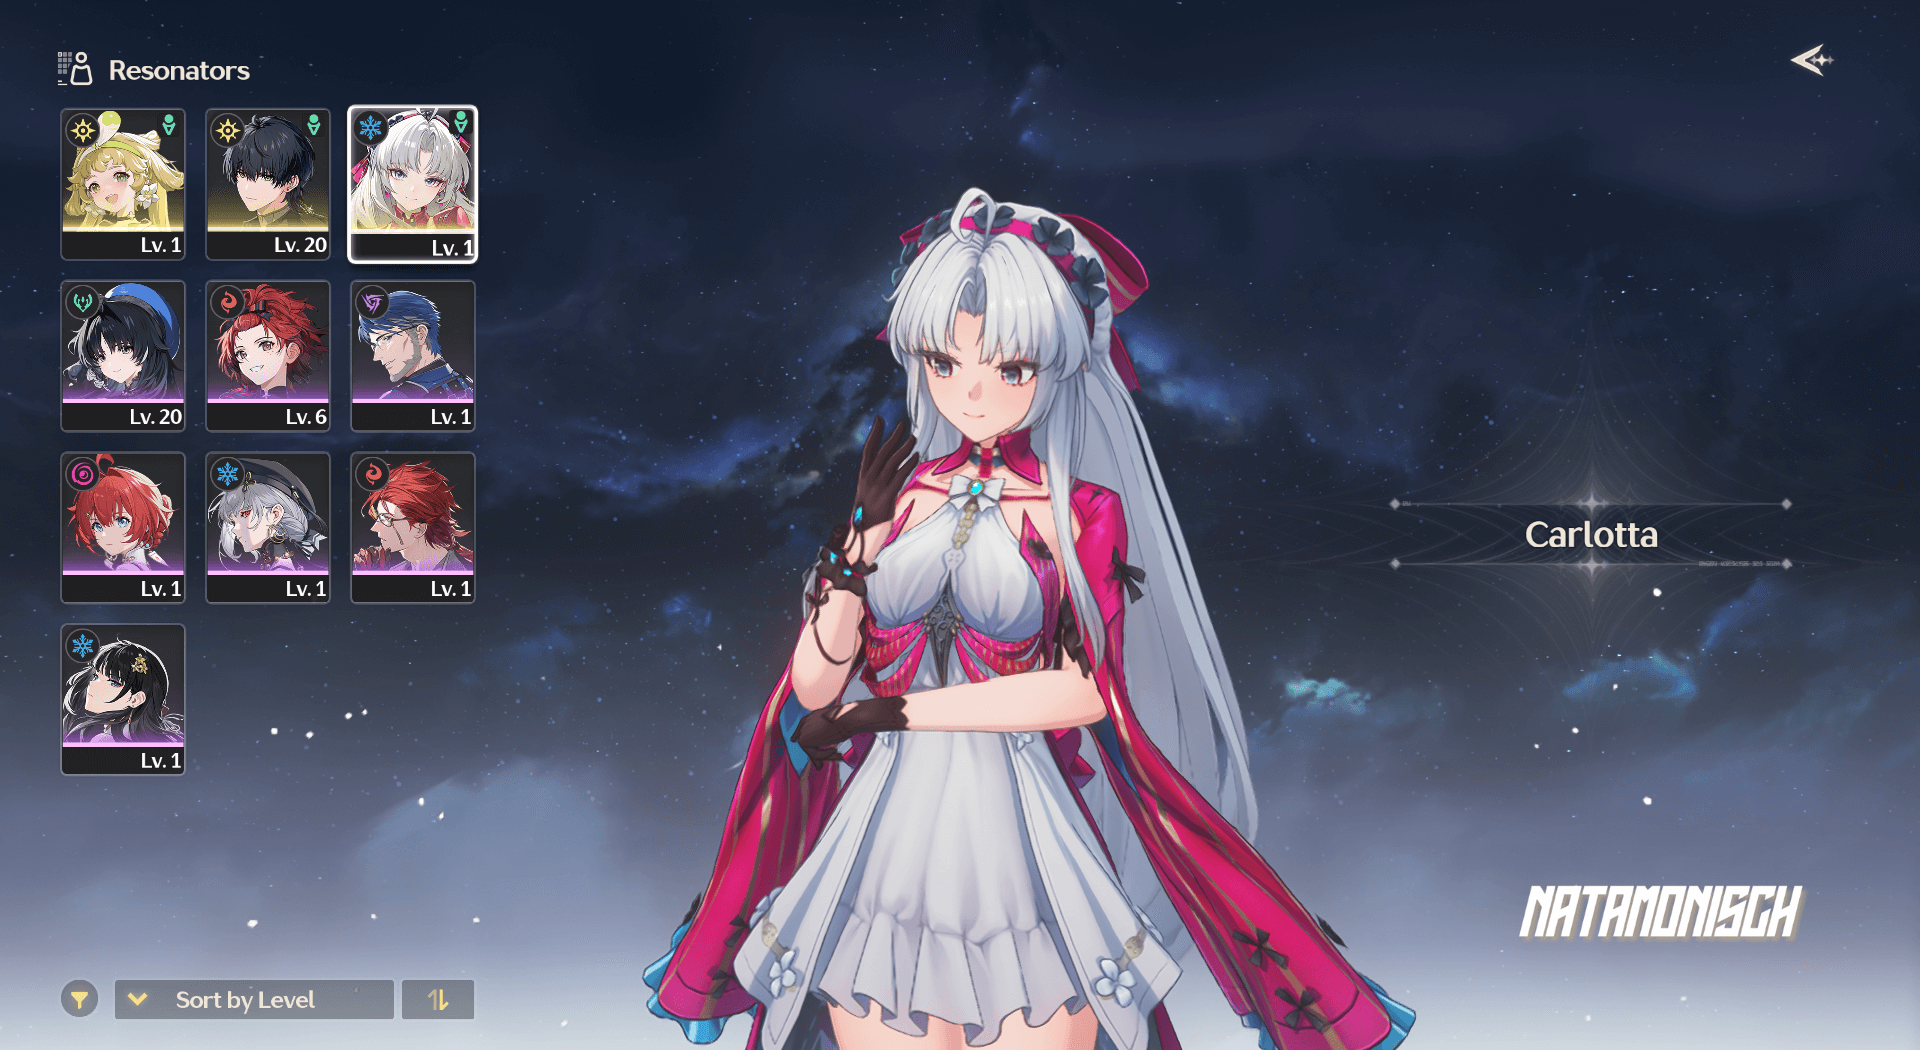 Resonators
Lv. 1
Lv. 20
Lv. 1
Lv. 20
Lv. 6
Lv. 1
Lv. 1
Lv. 1
Lv. 1
Lv. 1
Carlotta
NATAMONISCH
Sort by Level